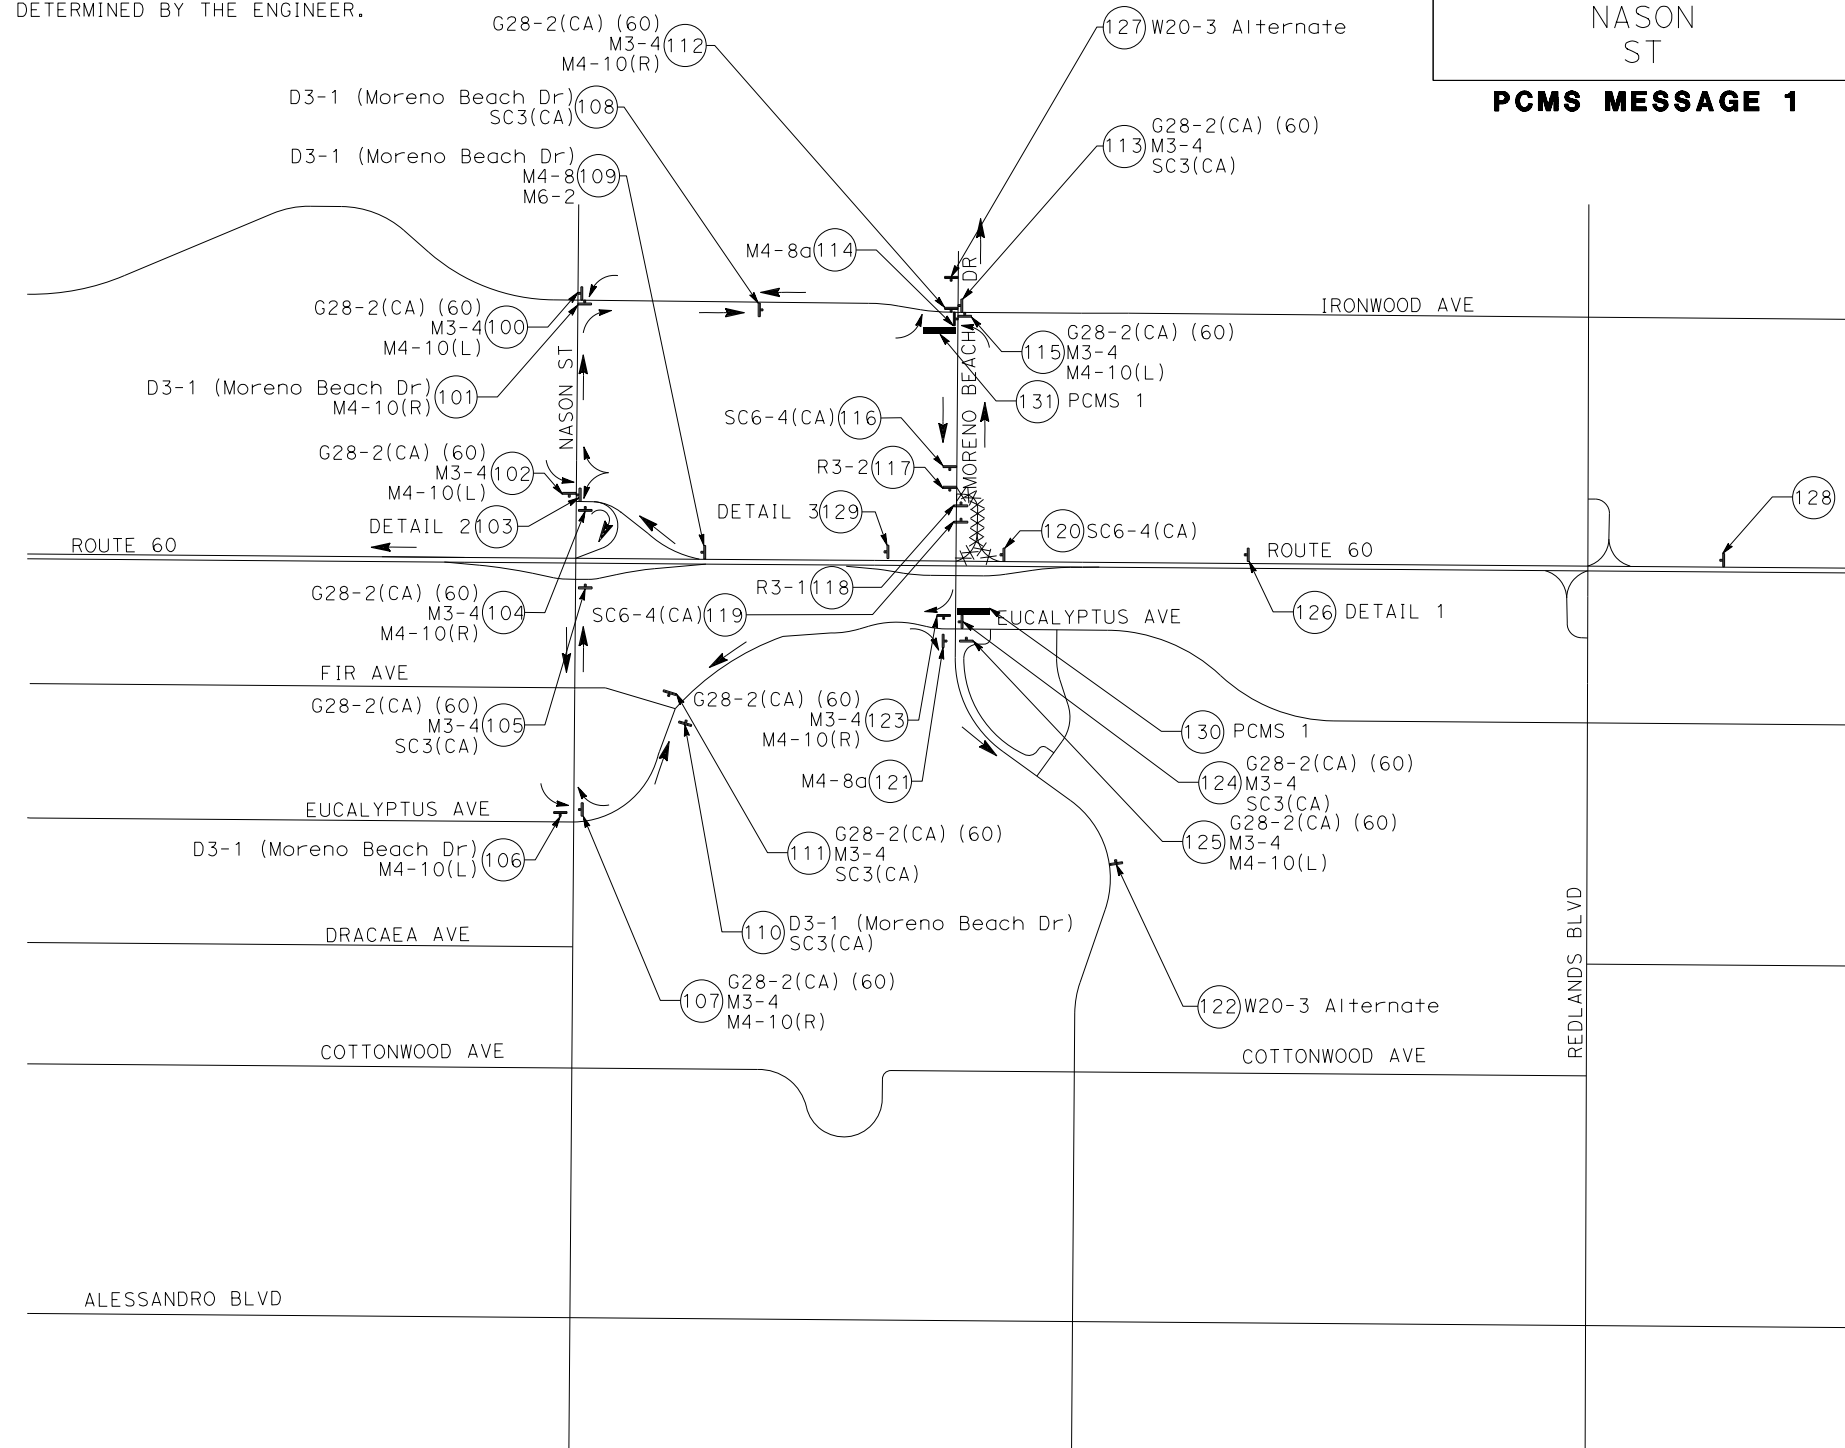 DETERMINED BY THE ENGINEER.
NASON
ST
PCMS MESSAGE 1
G28-2(CA) (60)
M3-4
M4-10(R)
112
127 W20-3 Alternate
D3-1 (Moreno Beach Dr)
SC3(CA)
108
G28-2(CA) (60)
M3-4
SC3(CA)
113
D3-1 (Moreno Beach Dr)
M4-8
M6-2
109
M4-8a 114
MORENO BEACH DR
G28-2(CA) (60)
M3-4
M4-10(L)
100
IRONWOOD AVE
G28-2(CA) (60)
M3-4
M4-10(L)
115
D3-1 (Moreno Beach Dr)
M4-10(R)
101
NASON ST
131 PCMS 1
SC6-4(CA) 116
G28-2(CA) (60)
M3-4
M4-10(L)
102
R3-2 117
128
DETAIL 2 103
DETAIL 3 129
120 SC6-4(CA)
ROUTE 60
ROUTE 60
R3-1 118
G28-2(CA) (60)
M3-4
M4-10(R)
104
SC6-4(CA) 119
126 DETAIL 1
EUCALYPTUS AVE
FIR AVE
G28-2(CA) (60)
M3-4
SC3(CA)
105
G28-2(CA) (60)
M3-4
M4-10(R)
123
130 PCMS 1
M4-8a 121
G28-2(CA) (60)
M3-4
SC3(CA)
124
EUCALYPTUS AVE
G28-2(CA) (60)
M3-4
M4-10(L)
125
D3-1 (Moreno Beach Dr)
M4-10(L)
106
G28-2(CA) (60)
M3-4
SC3(CA)
111
DRACAEA AVE
D3-1 (Moreno Beach Dr)
SC3(CA)
110
REDLANDS BLVD
G28-2(CA) (60)
M3-4
M4-10(R)
107
122 W20-3 Alternate
COTTONWOOD AVE
COTTONWOOD AVE
ALESSANDRO BLVD